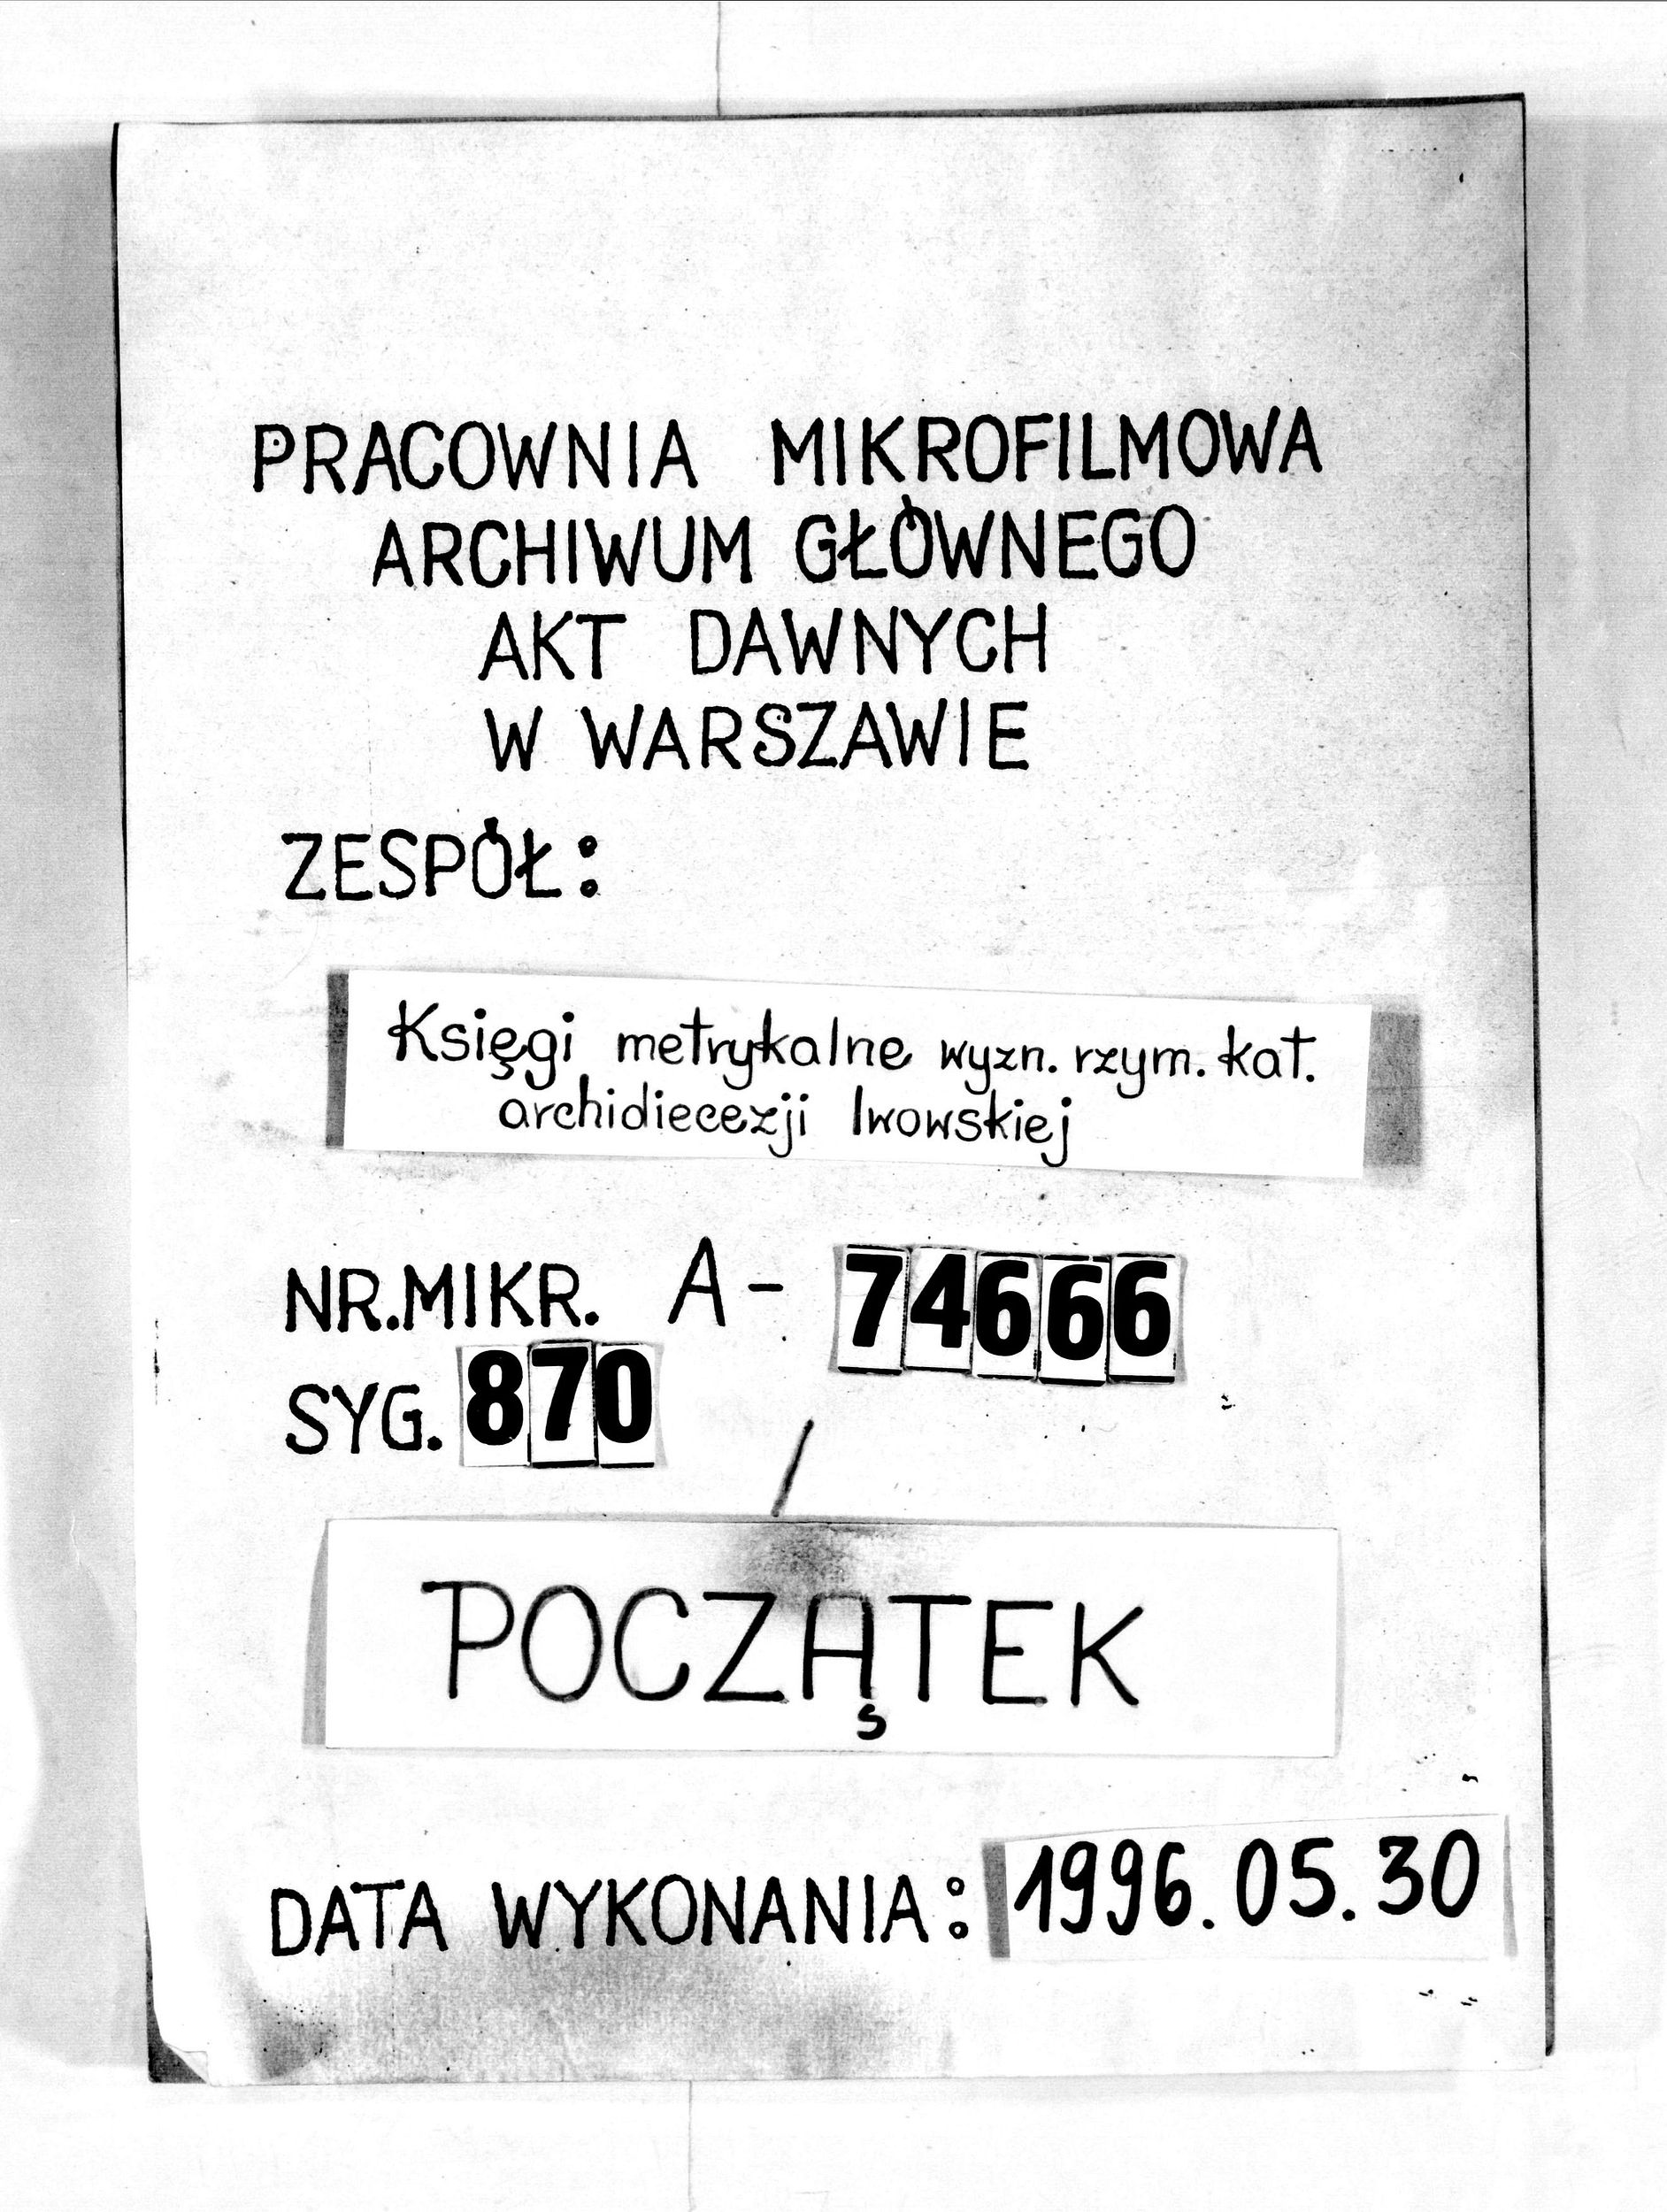 PRACOWNIA MIKROFILMOWA
ARCHIWUM GŁÓWNEGO
AKT DAWNYCH
W WARSZAWIE
ZESPÓŁ:
Księgi metrykalne wyzn. rzym. kat.
archidiecezji lwowskiej
NR.MIKR. A- 74666
SYG. 870
POCZĄTEK
DATA WYKONANIA: 1996.05.30